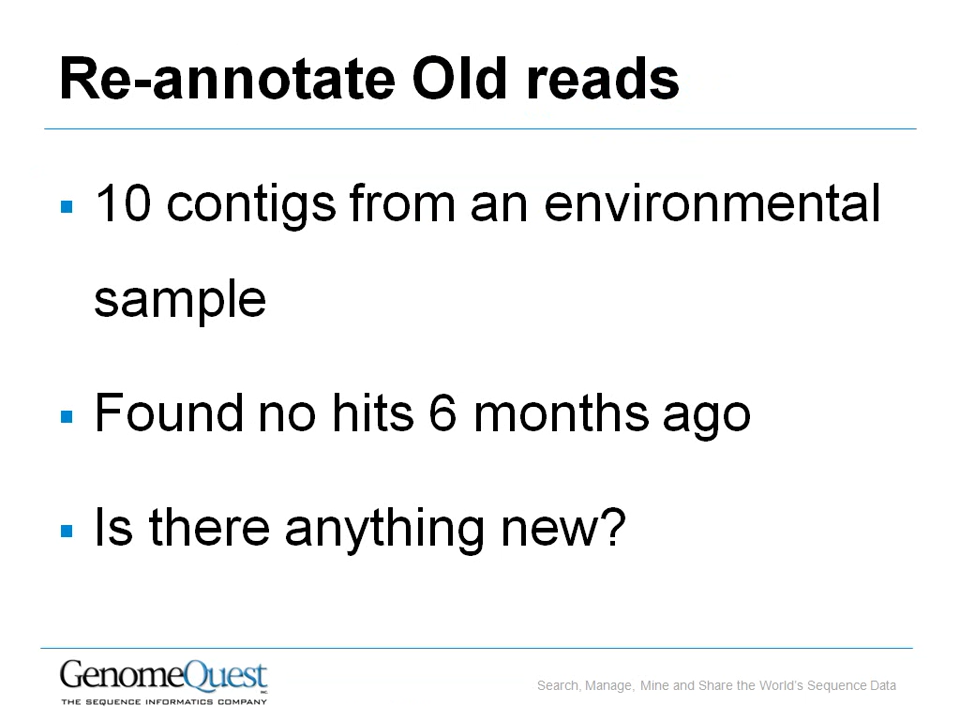 Re-annotate Old reads
▪ 10 contigs from an environmental
sample
▪ Found no hits 6 months ago
▪ Is there anything new?
GenomeQuest INC
THE SEQUENCE INFORMATICS COMPANY
Search, Manage, Mine and Share the World's Sequence Data